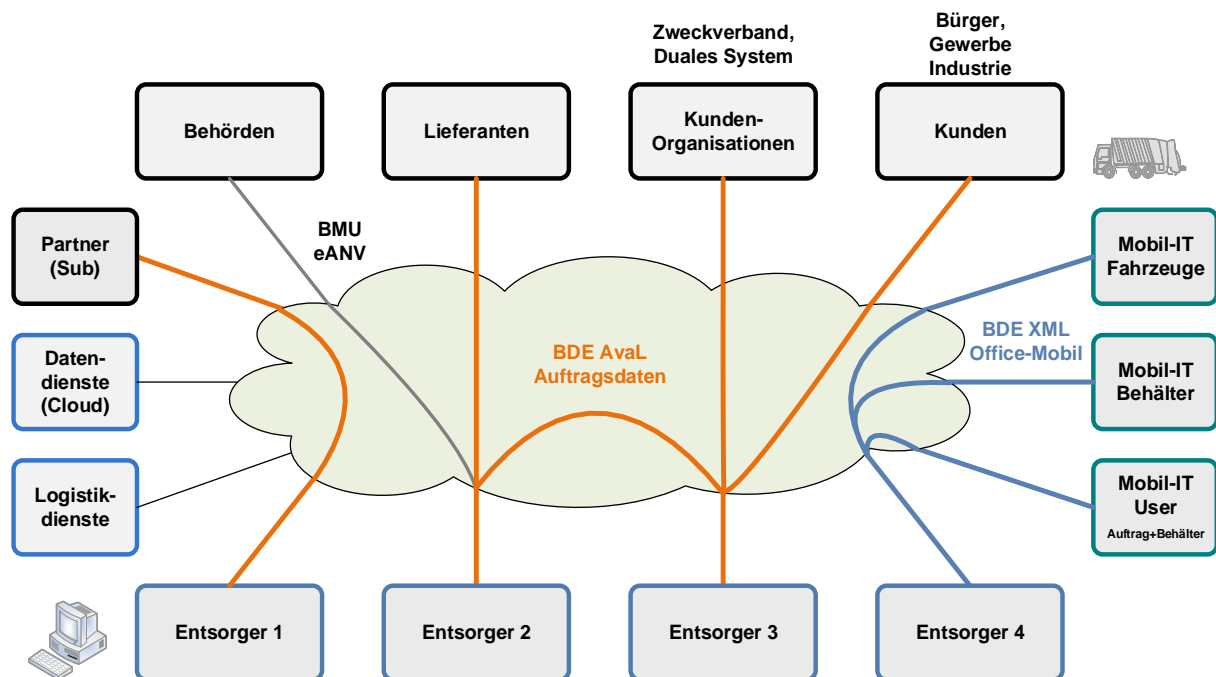 Zweckverband,
Duales System
Bürger,
Gewerbe
Industrie
Behörden
Lieferanten
Kunden-
Organisationen
Kunden
BMU
eANV
Partner
(Sub)
Mobil-IT
Fahrzeuge
Daten-
dienste
(Cloud)
BDE AvaL
Auftragsdaten
BDE XML
Office-Mobil
Mobil-IT
Behälter
Logistik-
dienste
Mobil-IT
User
Auftrag+Behälter
Entsorger 1
Entsorger 2
Entsorger 3
Entsorger 4